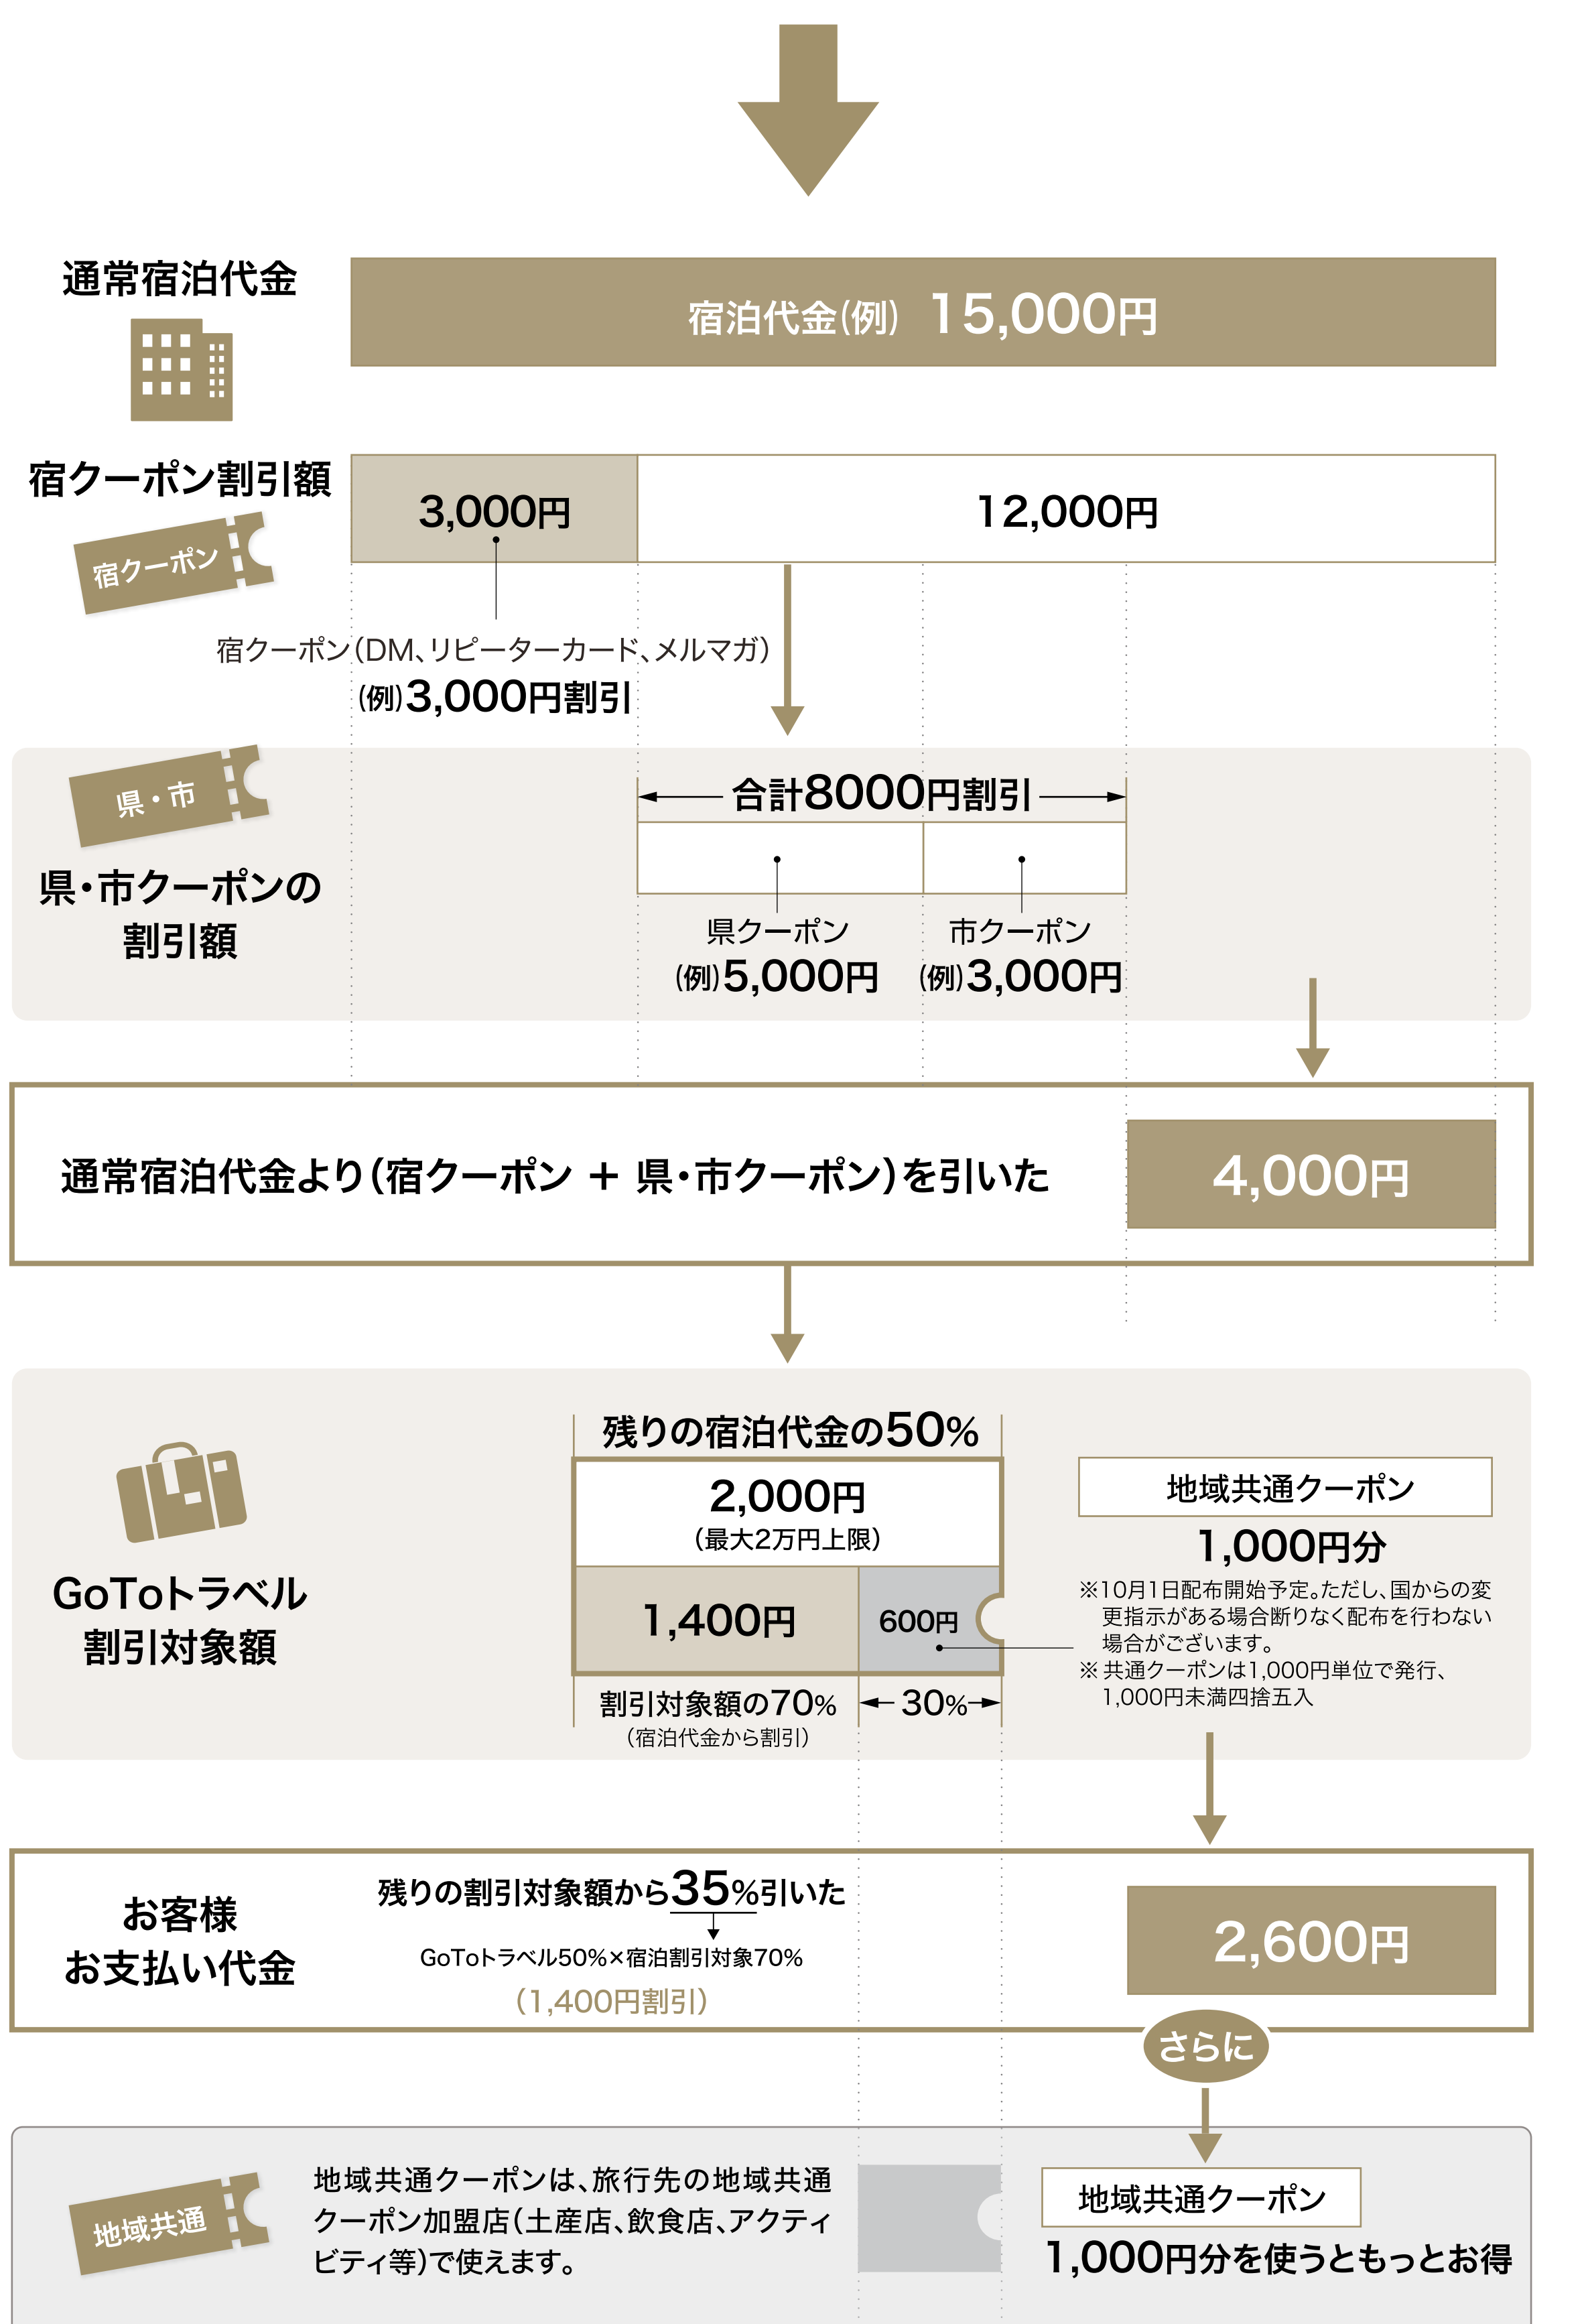 通常宿泊代金
宿泊代金(例) 15,000円
宿クーポン割引額
宿クーポン
3,000円
12,000円
宿クーポン(DM、リピーターカード、メルマガ)
(例)3,000円割引
県・市
県・市クーポンの
割引額
合計8000円割引
県クーポン
(例)5,000円
市クーポン
(例)3,000円
通常宿泊代金より(宿クーポン + 県・市クーポン)を引いた
4,000円
GoToトラベル
割引対象額
残りの宿泊代金の50%
2,000円
(最大2万円上限)
1,400円
600円
割引対象額の70%
(宿泊代金から割引)
30%
地域共通クーポン
1,000円分
※10月1日配布開始予定。ただし、国からの変
更指示がある場合断りなく配布を行わない
場合がございます。
※ 共通クーポンは1,000円単位で発行、
1,000円未満四捨五入
お客様
お支払い代金
残りの割引対象額から35%引いた
GoToトラベル50%×宿泊割引対象70%
(1,400円割引)
2,600円
さらに
地域共通
地域共通クーポンは、旅行先の地域共通
クーポン加盟店(土産店、飲食店、アクティ
ビティ等)で使えます。
地域共通クーポン
1,000円分を使うともっとお得